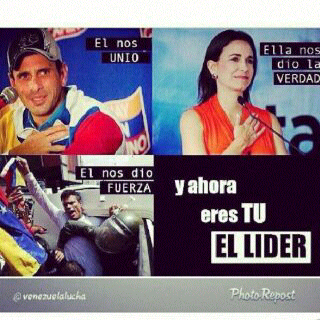 El nos
UNIO
Ella nos
dio la
VERDAD
El nos dio
FUERZA
y ahora
eres TU
EL LIDER
@venezuelalucha
PhotoRepost